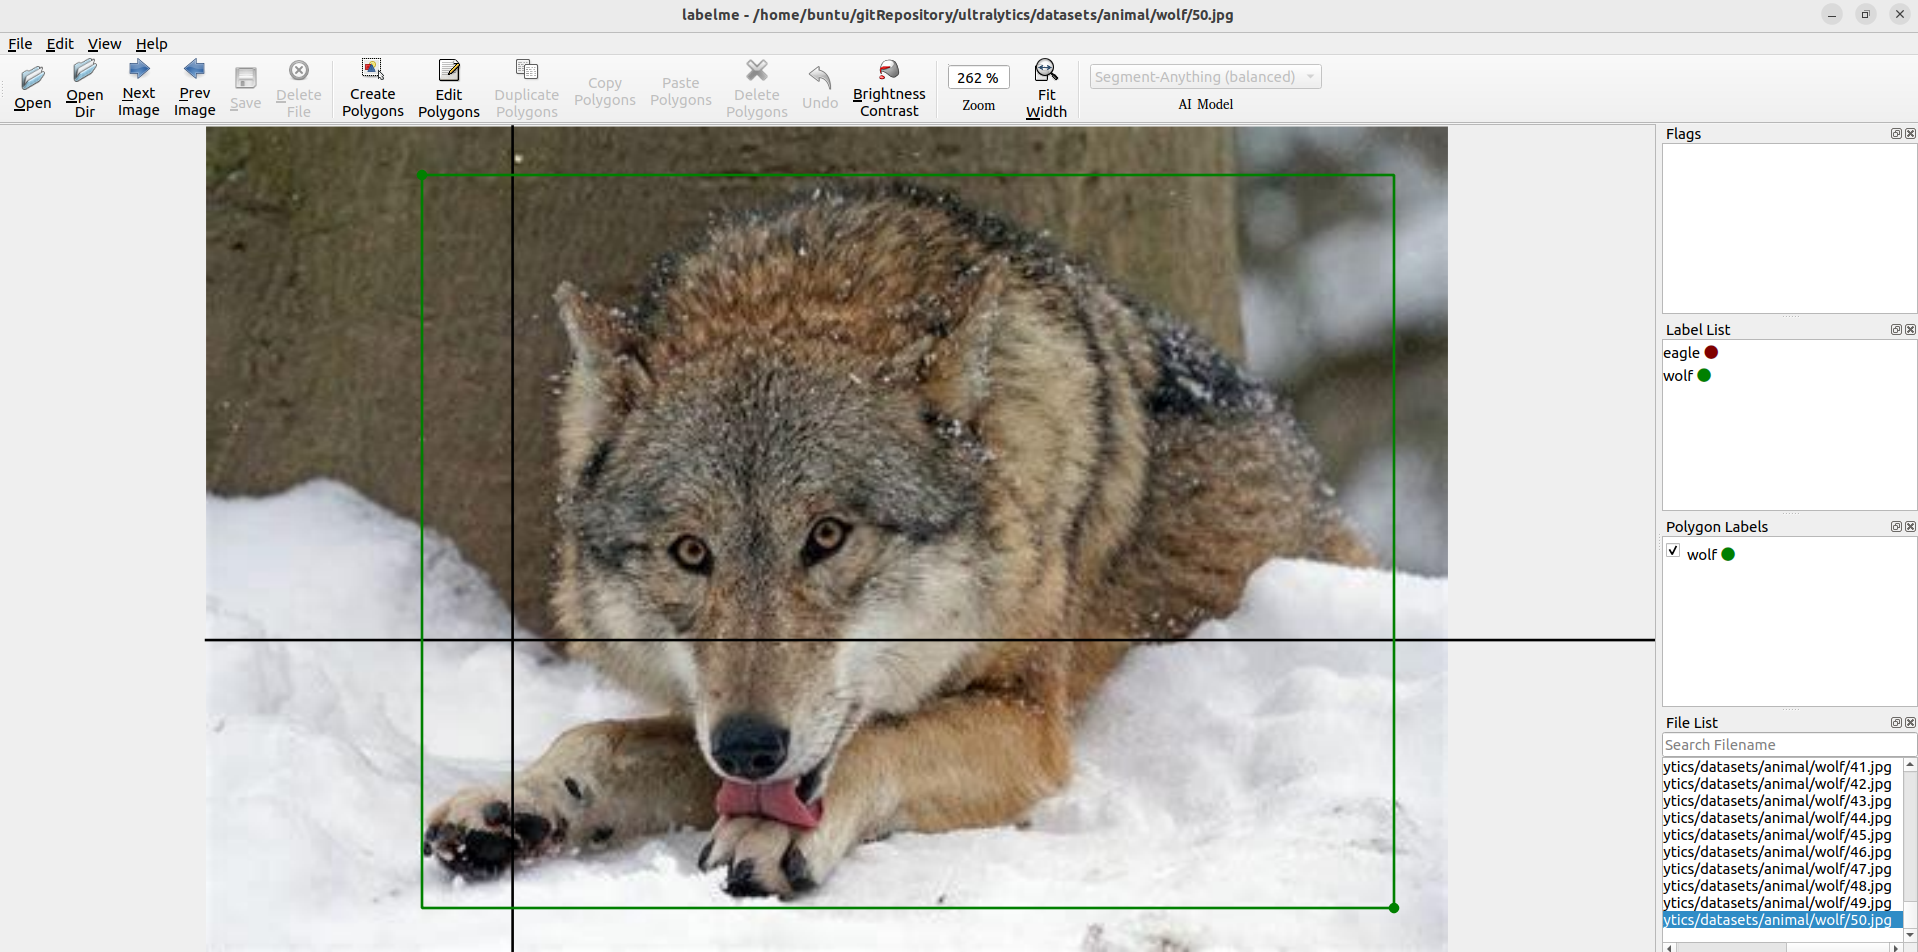 labelme - /home/buntu/gitRepository/ultralytics/datasets/animal/wolf/50.jpg
File Edit View Help
Open
Open Dir
Next Image
Prev Image
Save
Delete File
Create Polygons
Edit Polygons
Duplicate Polygons
Copy Polygons
Paste Polygons
Delete Polygons
Undo
Brightness Contrast
262 %
Zoom
Fit Width
Segment-Anything (balanced)
AI Model
Flags
Label List
eagle
wolf
Polygon Labels
wolf
File List
Search Filename
ytics/datasets/animal/wolf/41.jpg
ytics/datasets/animal/wolf/42.jpg
ytics/datasets/animal/wolf/43.jpg
ytics/datasets/animal/wolf/44.jpg
ytics/datasets/animal/wolf/45.jpg
ytics/datasets/animal/wolf/46.jpg
ytics/datasets/animal/wolf/47.jpg
ytics/datasets/animal/wolf/48.jpg
ytics/datasets/animal/wolf/49.jpg
ytics/datasets/animal/wolf/50.jpg